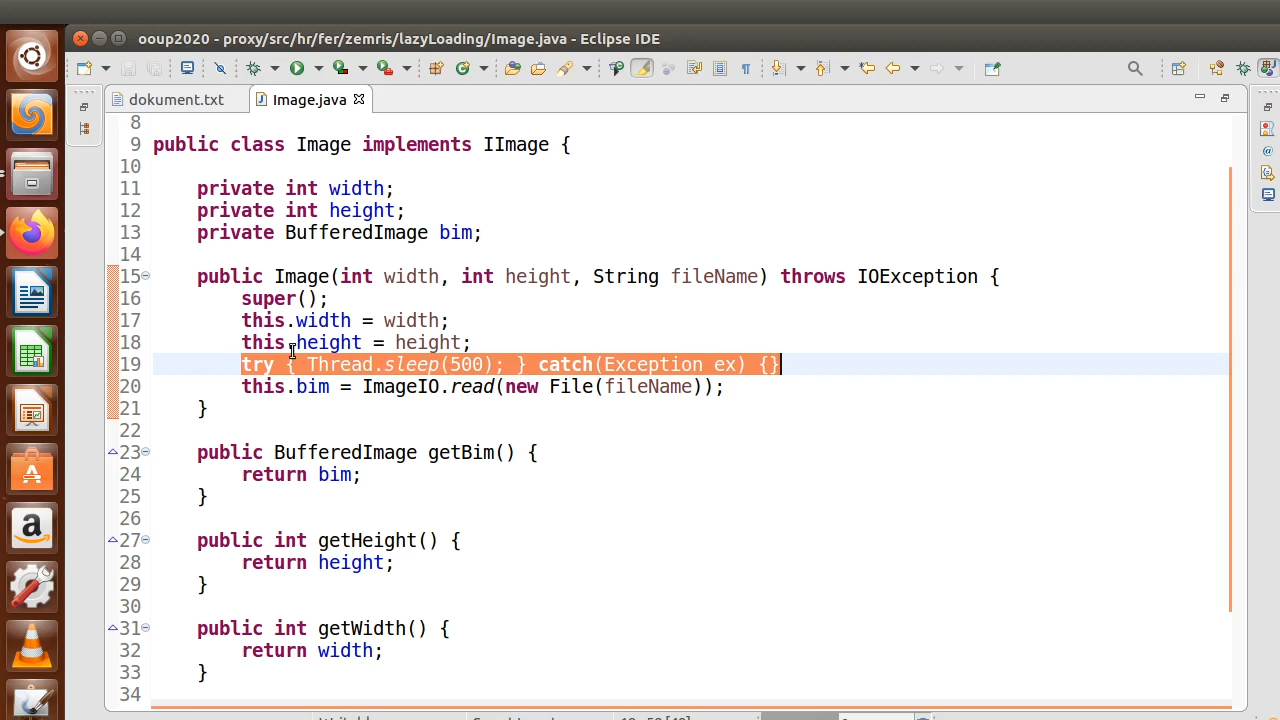 ooup2020 - proxy/src/hr/fer/zemris/lazyLoading/Image.java - Eclipse IDE
dokument.txt
Image.java
8
9 public class Image implements IImage {
10
11 private int width;
12 private int height;
13 private BufferedImage bim;
14
15 public Image(int width, int height, String fileName) throws IOException {
16 super();
17 this.width = width;
18 this.height = height;
19 try { Thread.sleep(500); } catch(Exception ex) {}
20 this.bim = ImageIO.read(new File(fileName));
21 }
22
23 public BufferedImage getBim() {
24 return bim;
25 }
26
27 public int getHeight() {
28 return height;
29 }
30
31 public int getWidth() {
32 return width;
33 }
34